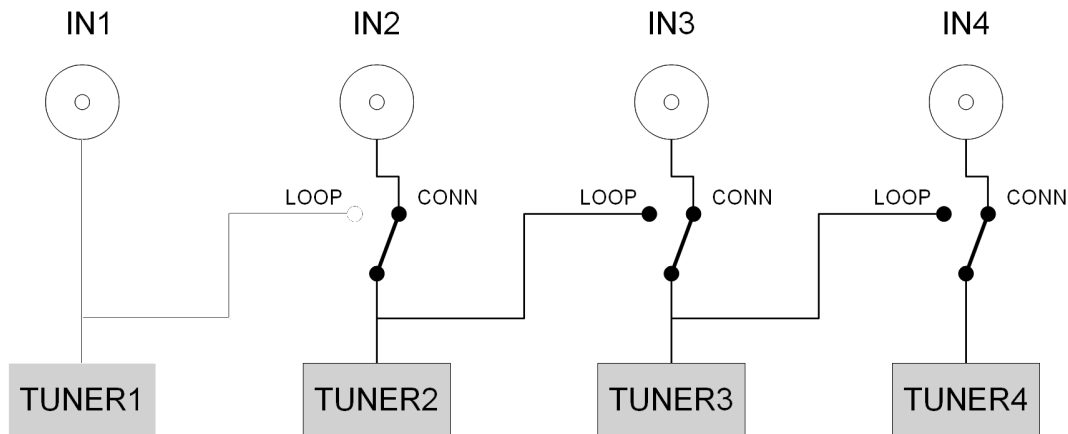 IN1 IN2 IN3 IN4
LOOP CONN LOOP CONN LOOP CONN
TUNER1 TUNER2 TUNER3 TUNER4